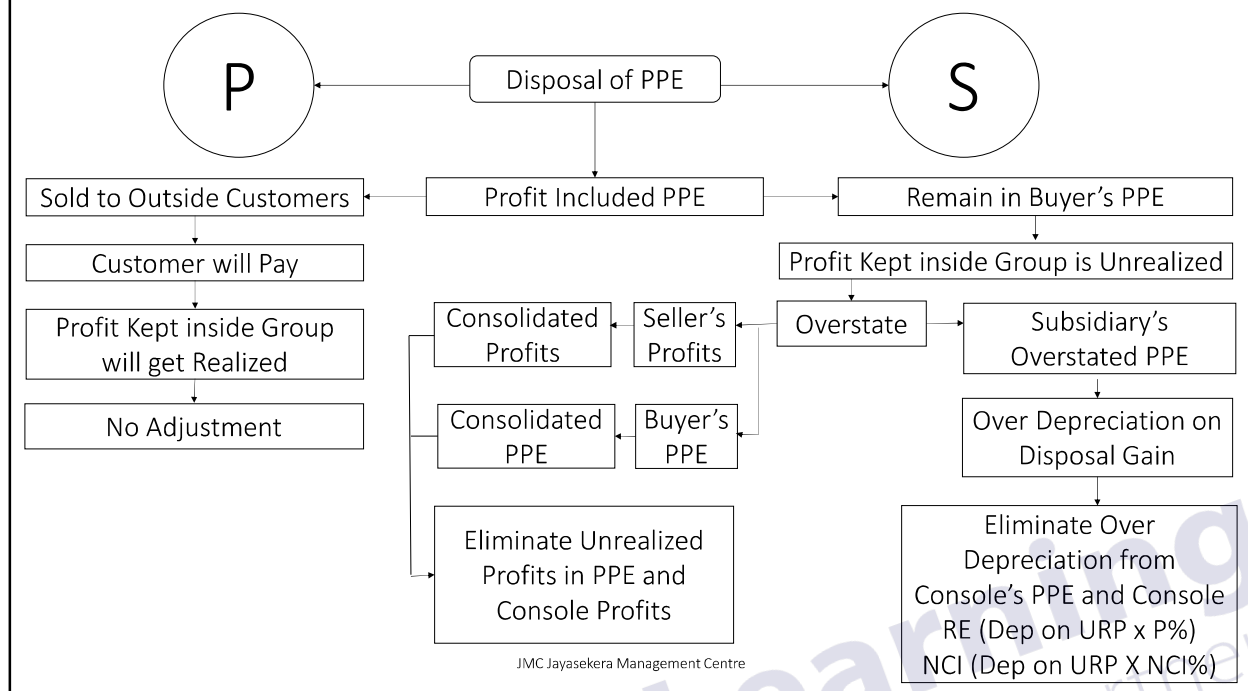 P
Disposal of PPE
S
Sold to Outside Customers
Profit Included PPE
Remain in Buyer's PPE
Customer will Pay
Profit Kept inside Group is Unrealized
Profit Kept inside Group
will get Realized
Consolidated
Profits
Seller's
Profits
Overstate
Subsidiary's
Overstated PPE
No Adjustment
Consolidated
PPE
Buyer's
PPE
Over Depreciation on
Disposal Gain
Eliminate Unrealized
Profits in PPE and
Console Profits
Eliminate Over
Depreciation from
Console's PPE and Console
RE (Dep on URP x P%)
NCI (Dep on URP X NCI%)
JMC Jayasekera Management Centre